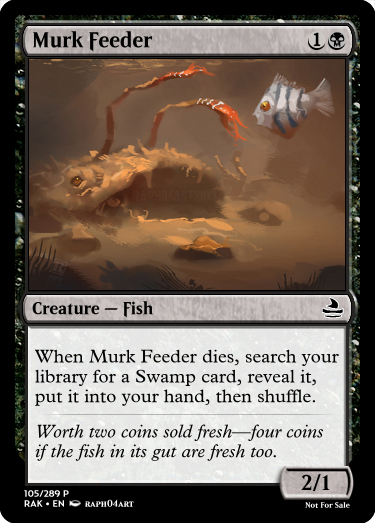 Murk Feeder 1
Creature — Fish
When Murk Feeder dies, search your
library for a Swamp card, reveal it,
put it into your hand, then shuffle.
Worth two coins sold fresh—four coins
if the fish in its gut are fresh too.
2/1
105/289 P
RAK • EN RAPH04ART
Not For Sale